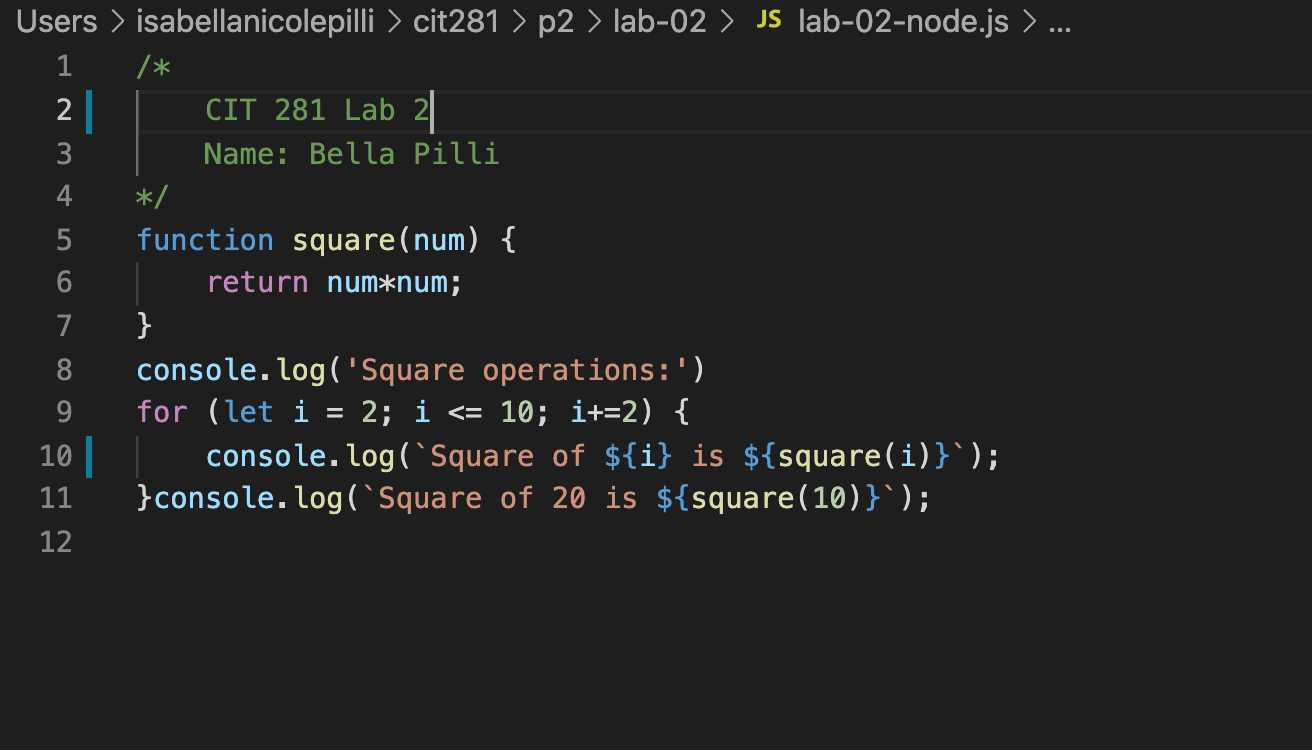 Users > isabellanicolepilli > cit281 > p2 > lab-02 > JS lab-02-node.js > ...
1 /*
2     CIT 281 Lab 2
3     Name: Bella Pilli
4 */
5 function square(num) {
6     return num*num;
7 }
8 console.log('Square operations:')
9 for (let i = 2; i <= 10; i+=2) {
10     console.log(`Square of ${i} is ${square(i)}`);
11 }console.log(`Square of 20 is ${square(10)}`);
12